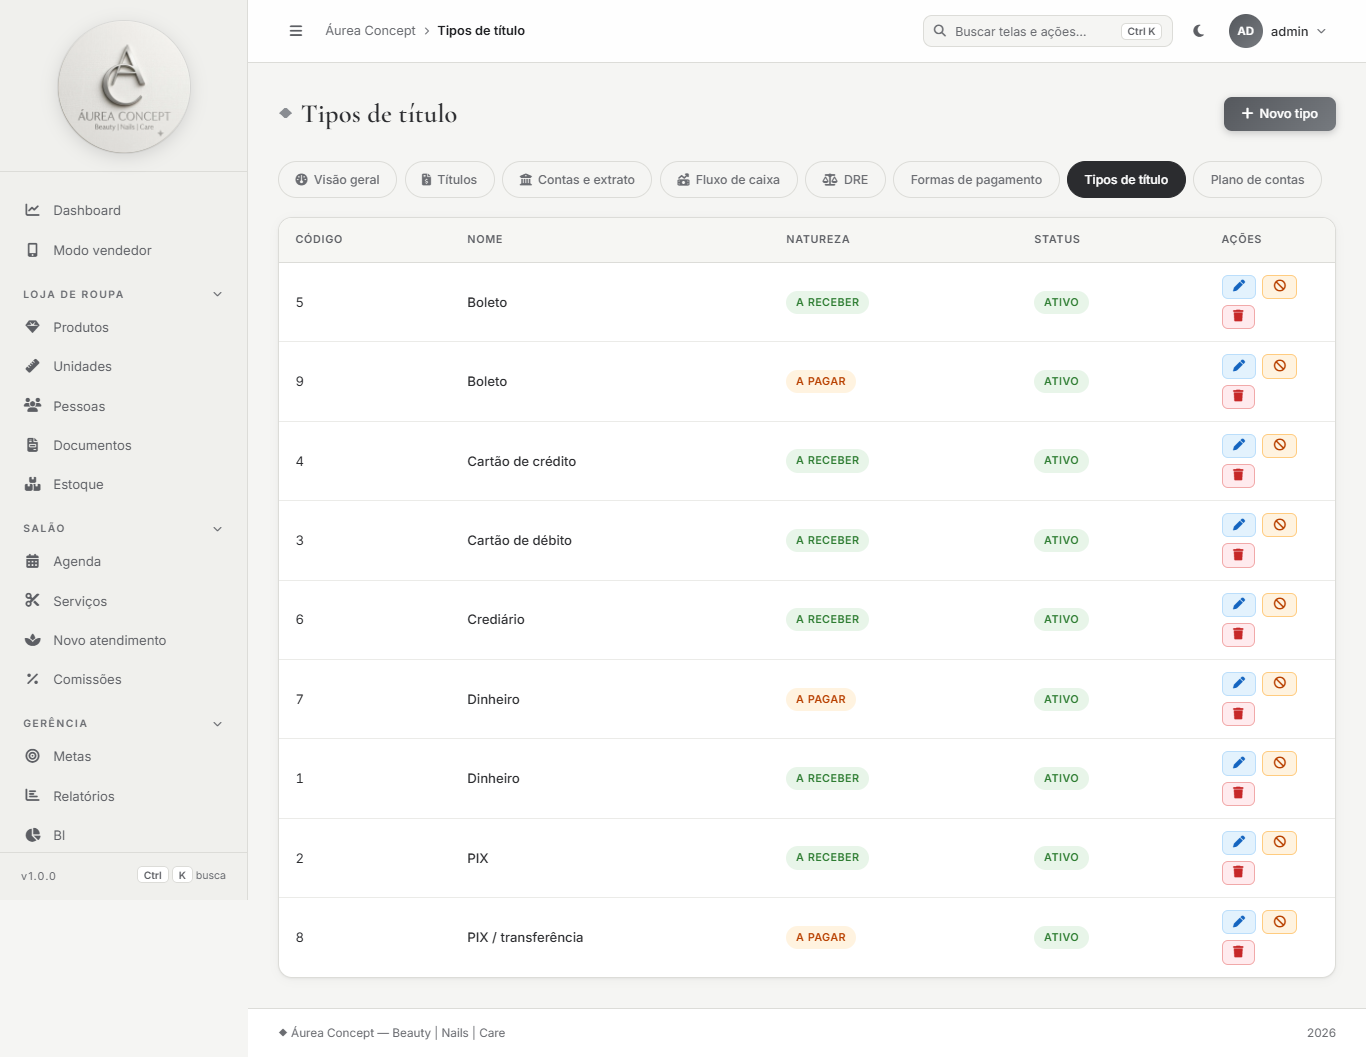 ÁUREA CONCEPT
Beauty | Nails | Care
Dashboard
Modo vendedor
LOJA DE ROUPA
Produtos
Unidades
Pessoas
Documentos
Estoque
SALÃO
Agenda
Serviços
Novo atendimento
Comissões
GERÊNCIA
Metas
Relatórios
BI
v1.0.0 Ctrl K busca
Áurea Concept › Tipos de título
Buscar telas e ações... Ctrl K
AD admin
Tipos de título
Novo tipo
Visão geral Títulos Contas e extrato Fluxo de caixa DRE Formas de pagamento Tipos de título Plano de contas
CÓDIGO NOME NATUREZA STATUS AÇÕES
5 Boleto A RECEBER ATIVO
9 Boleto A PAGAR ATIVO
4 Cartão de crédito A RECEBER ATIVO
3 Cartão de débito A RECEBER ATIVO
6 Crediário A RECEBER ATIVO
7 Dinheiro A PAGAR ATIVO
1 Dinheiro A RECEBER ATIVO
2 PIX A RECEBER ATIVO
8 PIX / transferência A PAGAR ATIVO
Áurea Concept — Beauty | Nails | Care
2026